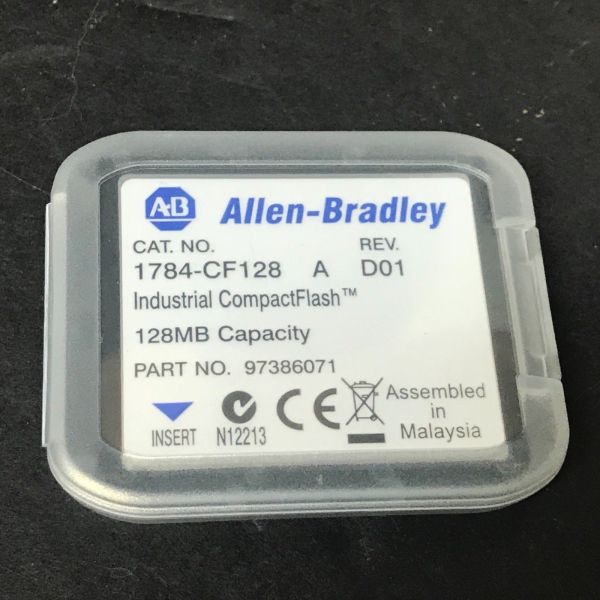 AB Allen-Bradley
CAT. NO. REV.
1784-CF128 A D01
Industrial CompactFlash™
128MB Capacity
PART NO. 97386071
INSERT N12213 CE Assembled
in
Malaysia